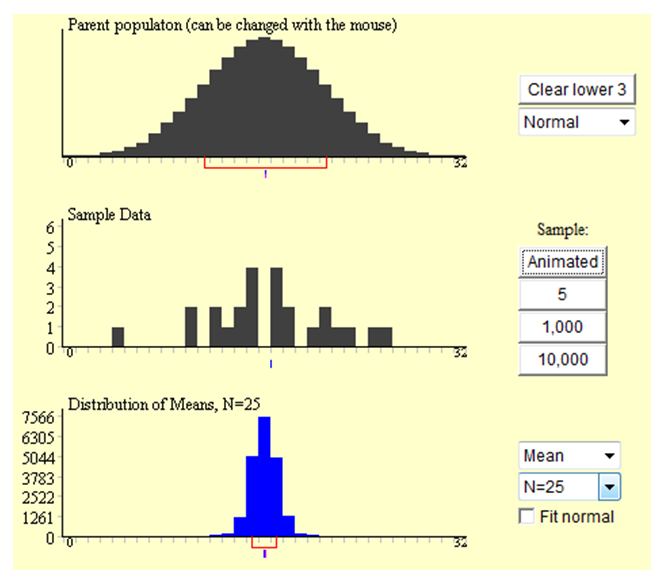 Parent populaton (can be changed with the mouse)
Clear lower 3
Normal
0 32
Sample Data
6
5
4
3
2
1
0
0 32
Sample:
Animated
5
1,000
10,000
Distribution of Means, N=25
7566
6305
5044
3783
2522
1261
0
0 32
Mean
N=25
Fit normal